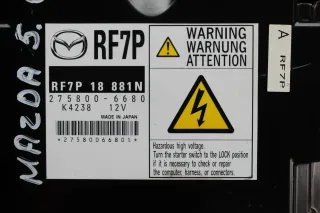 MAZDA 5.
RF7P
RF7P 18 881N
275800-6680
K4238 12V
MADE IN JAPAN
*2758006680S*
WARNING
WARNUNG
ATTENTION
Hazardous high voltage.
Turn the starter switch to the LOCK position
if it is necessary to check or repair
the computer, harness, or connector.
A
RF7P